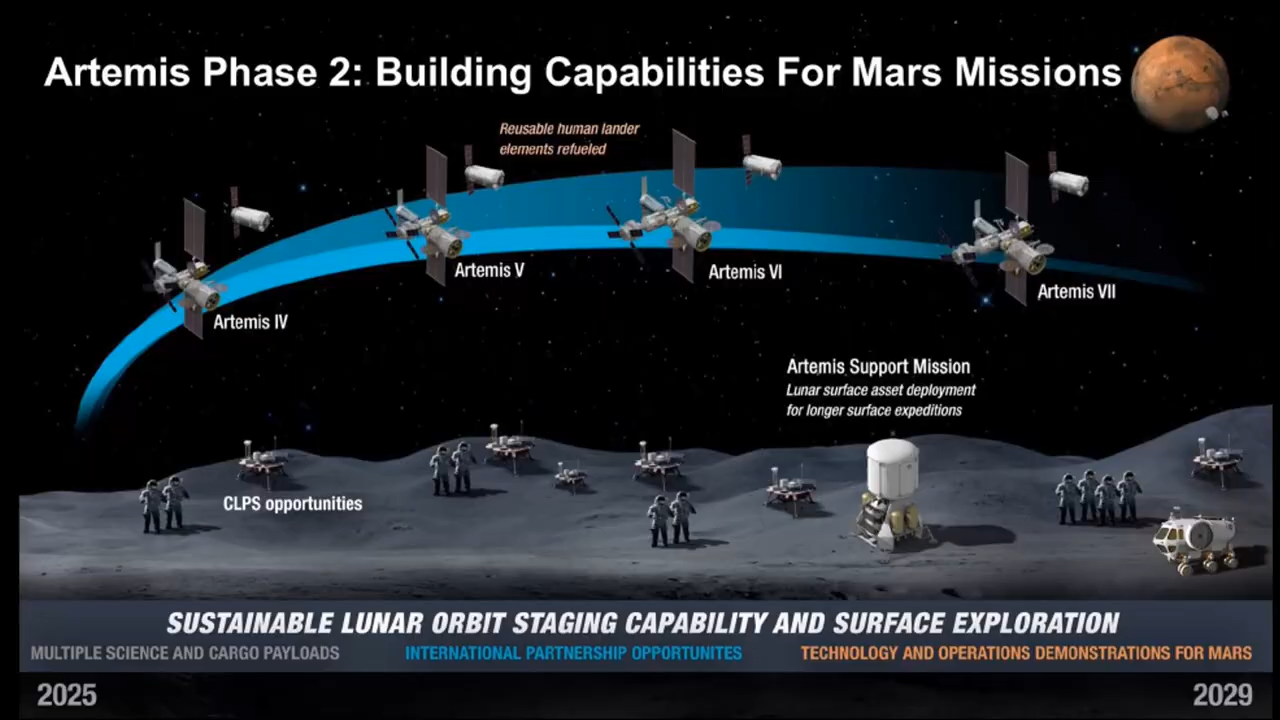 Artemis Phase 2: Building Capabilities For Mars Missions
Reusable human lander
elements refueled
Artemis IV
Artemis V
Artemis VI
Artemis VII
Artemis Support Mission
Lunar surface asset deployment
for longer surface expeditions
CLPS opportunities
SUSTAINABLE LUNAR ORBIT STAGING CAPABILITY AND SURFACE EXPLORATION
MULTIPLE SCIENCE AND CARGO PAYLOADS
INTERNATIONAL PARTNERSHIP OPPORTUNITES
TECHNOLOGY AND OPERATIONS DEMONSTRATIONS FOR MARS
2025
2029